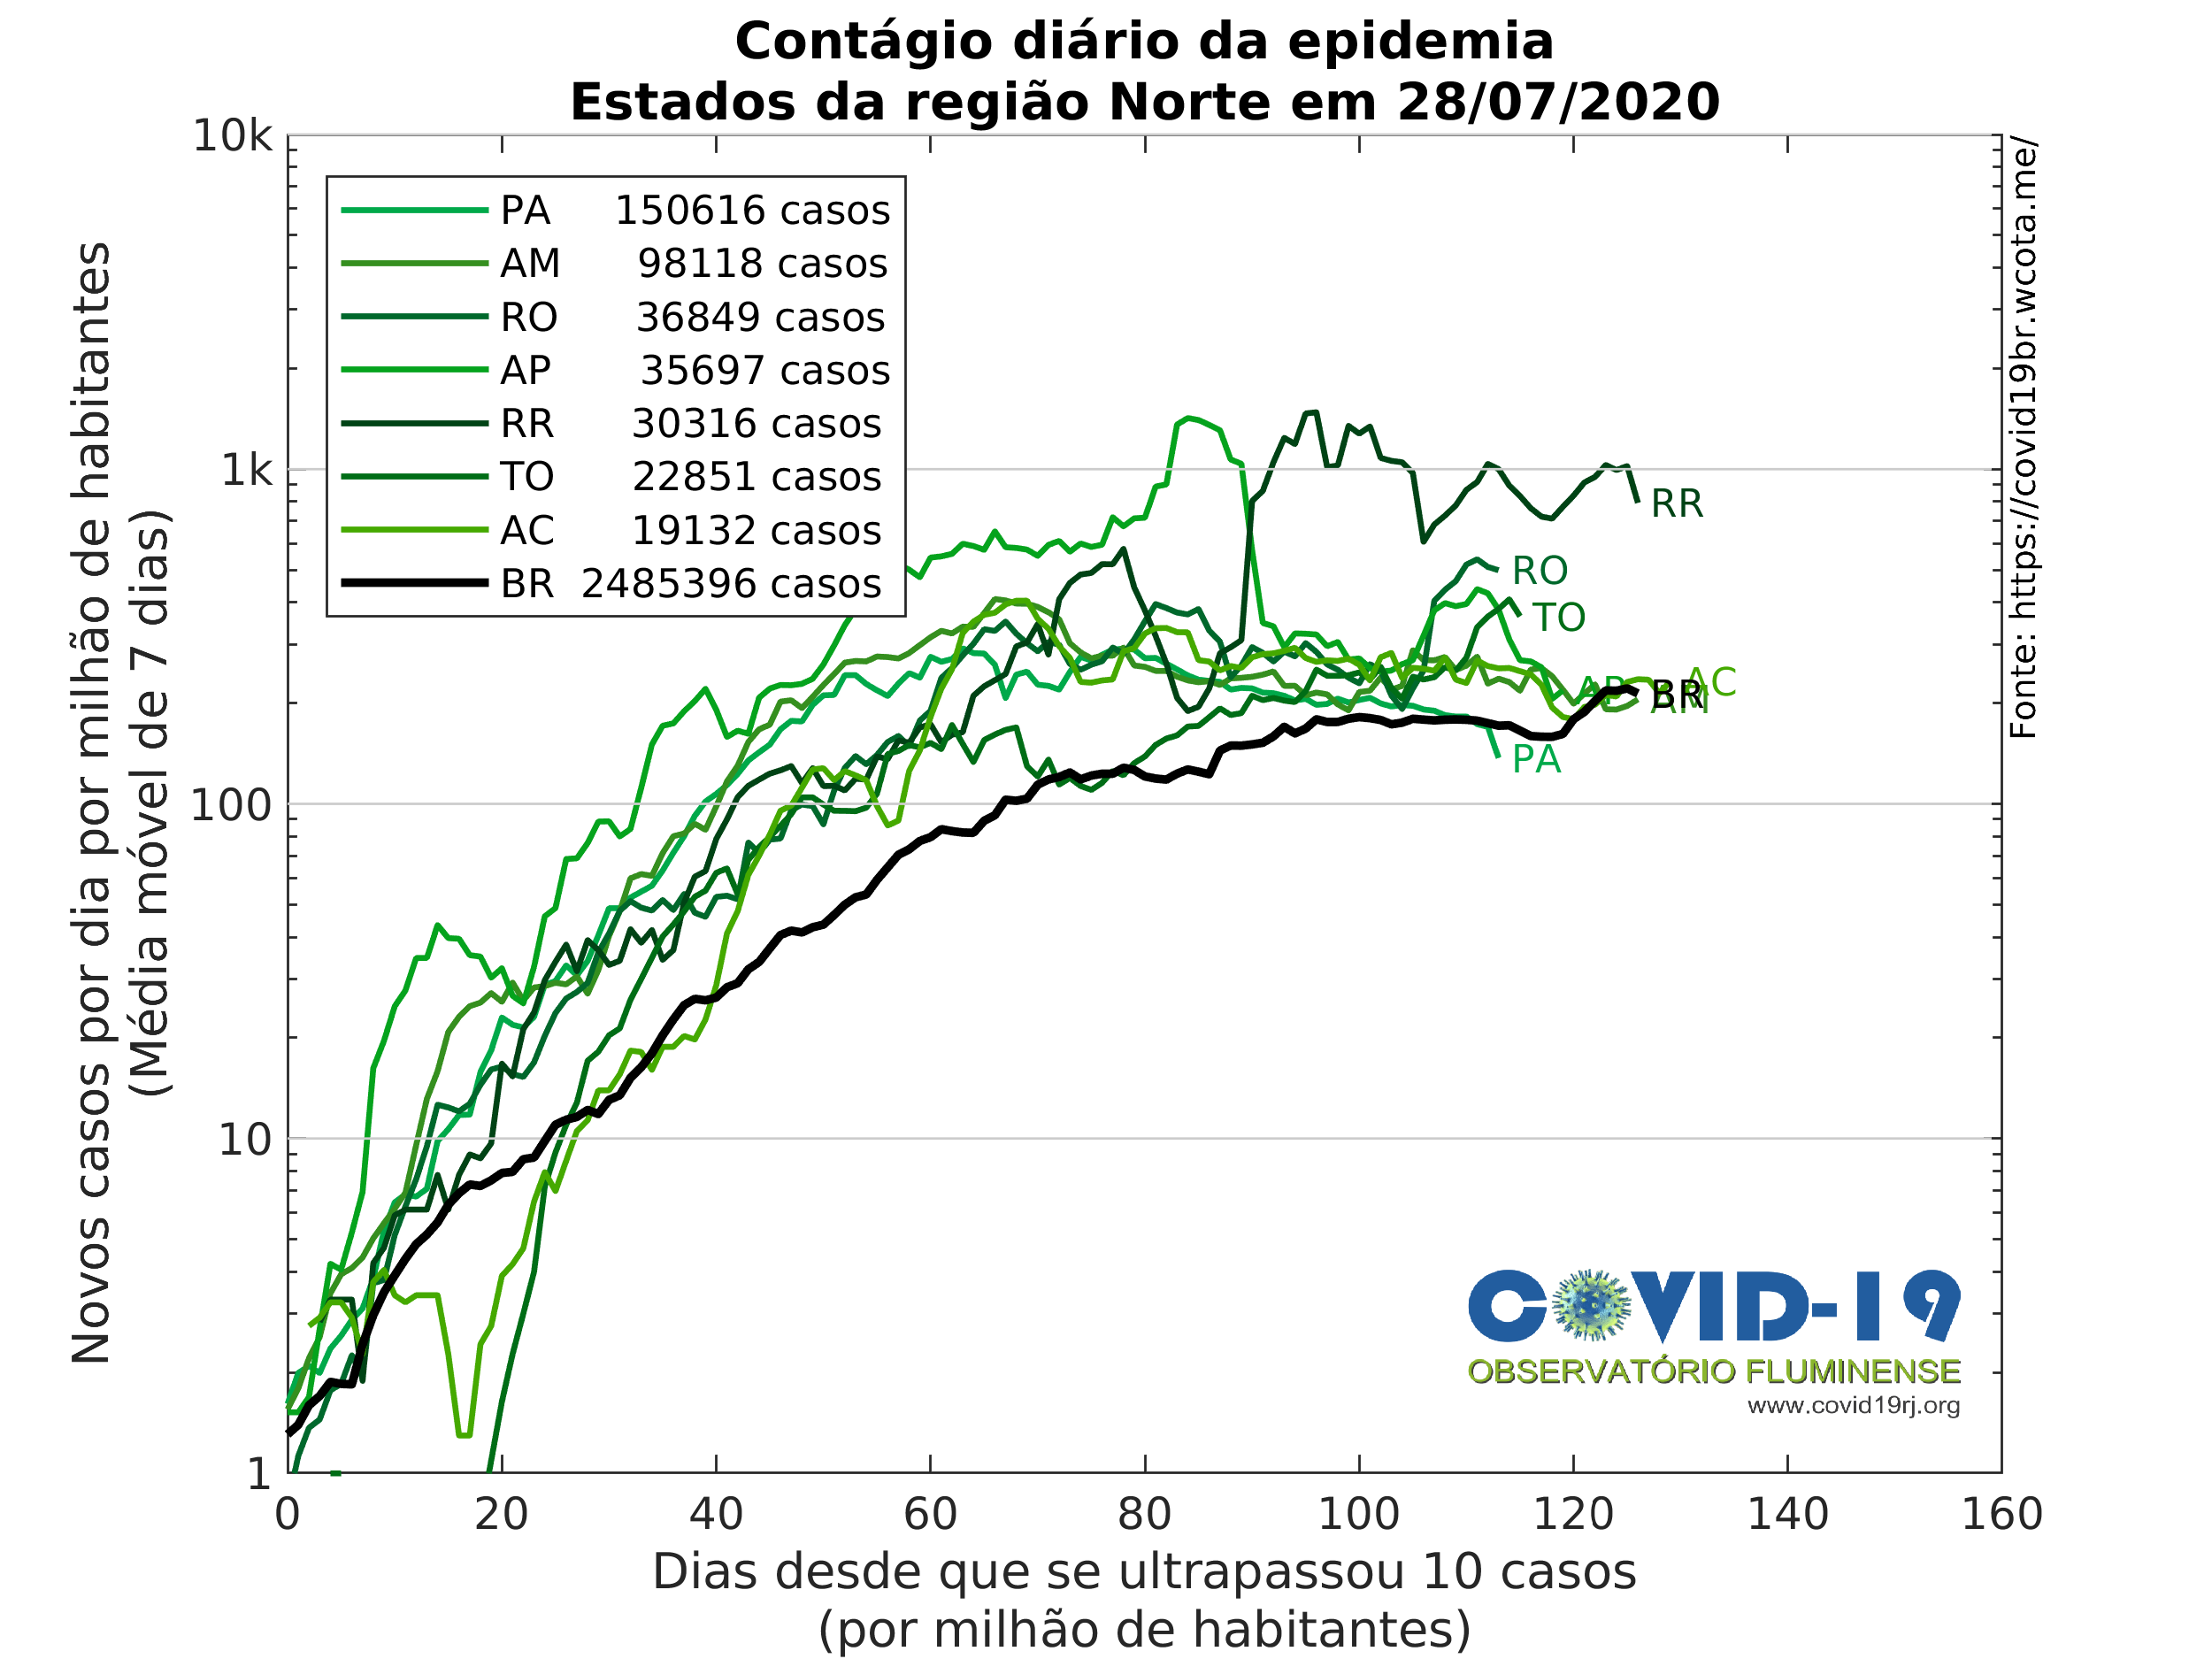 Contágio diário da epidemia
Estados da região Norte em 28/07/2020
Novos casos por dia por milhão de habitantes
(Média móvel de 7 dias)
10k
1k
100
10
1
PA 150616 casos
AM 98118 casos
RO 36849 casos
AP 35697 casos
RR 30316 casos
TO 22851 casos
AC 19132 casos
BR 2485396 casos
RR
RO
TO
AP
AC
BR
AM
PA
Fonte: https://covid19br.wcota.me/
COVID-19
OBSERVATÓRIO FLUMINENSE
www.covid19rj.org
0 20 40 60 80 100 120 140 160
Dias desde que se ultrapassou 10 casos
(por milhão de habitantes)